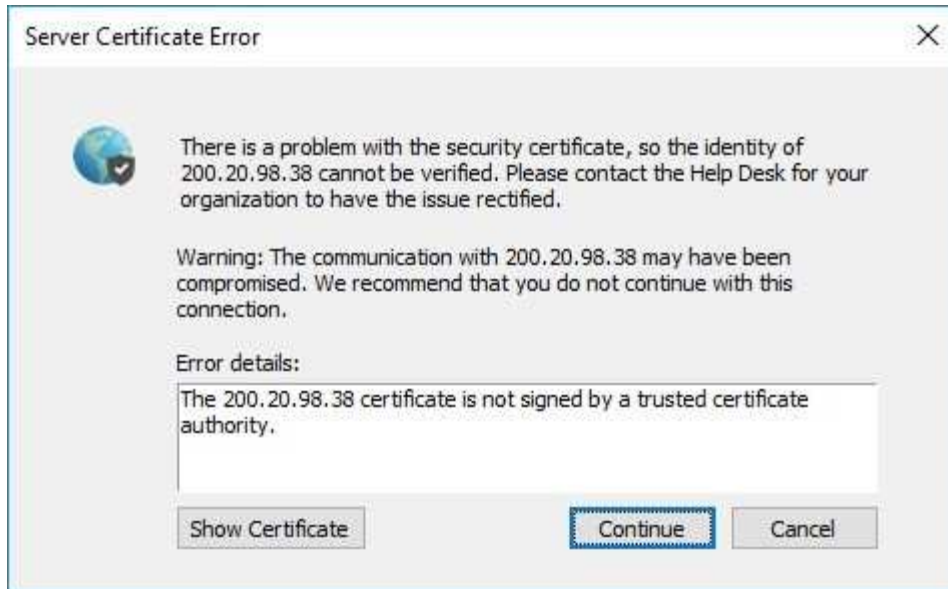 Server Certificate Error
There is a problem with the security certificate, so the identity of
200.20.98.38 cannot be verified. Please contact the Help Desk for your
organization to have the issue rectified.
Warning: The communication with 200.20.98.38 may have been
compromised. We recommend that you do not continue with this
connection.
Error details:
The 200.20.98.38 certificate is not signed by a trusted certificate
authority.
Show Certificate
Continue
Cancel